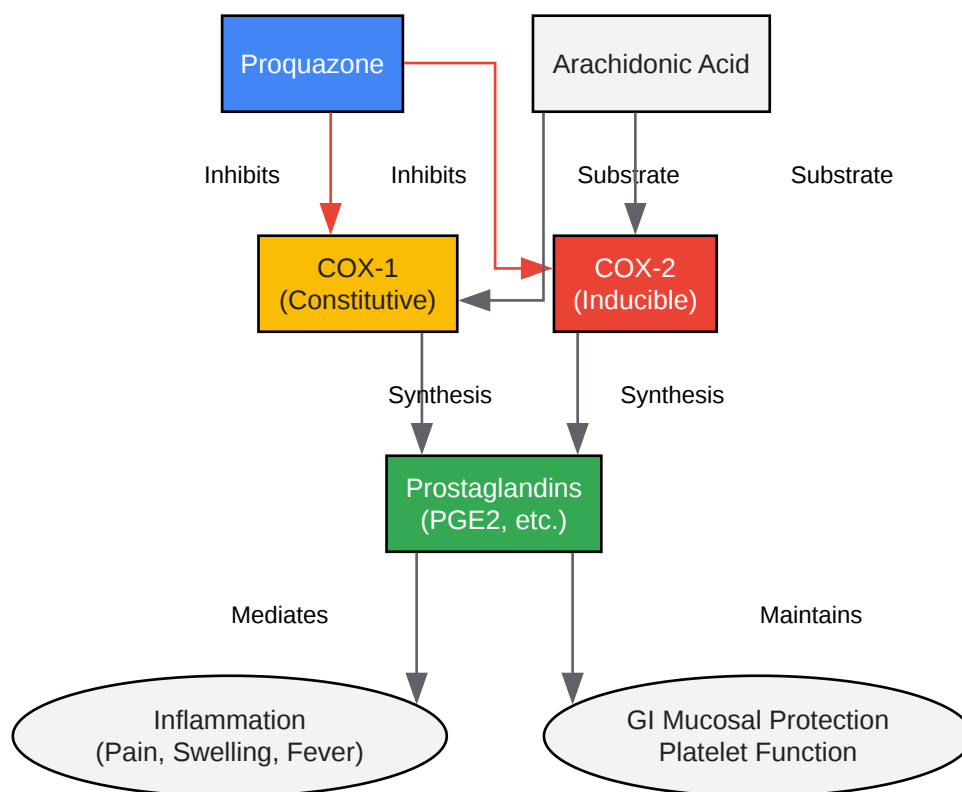 Proquazone
Arachidonic Acid
Inhibits
Inhibits
Substrate
Substrate
COX-1
(Constitutive)
COX-2
(Inducible)
Synthesis
Synthesis
Prostaglandins
(PGE2, etc.)
Mediates
Maintains
Inflammation
(Pain, Swelling, Fever)
GI Mucosal Protection
Platelet Function